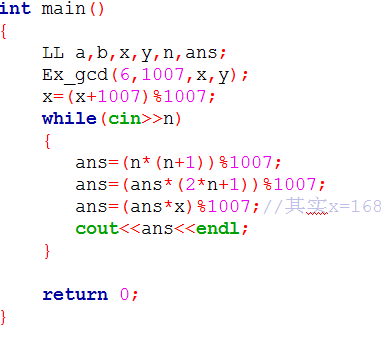 int main()
{
LL a,b,x,y,n,ans;
Ex_gcd(6,1007,x,y);
x=(x+1007)%1007;
while(cin>>n)
{
ans=(n*(n+1))%1007;
ans=(ans*(2*n+1))%1007;
ans=(ans*x)%1007;//其实x=168
cout<<ans<<endl;
}
return 0;
}